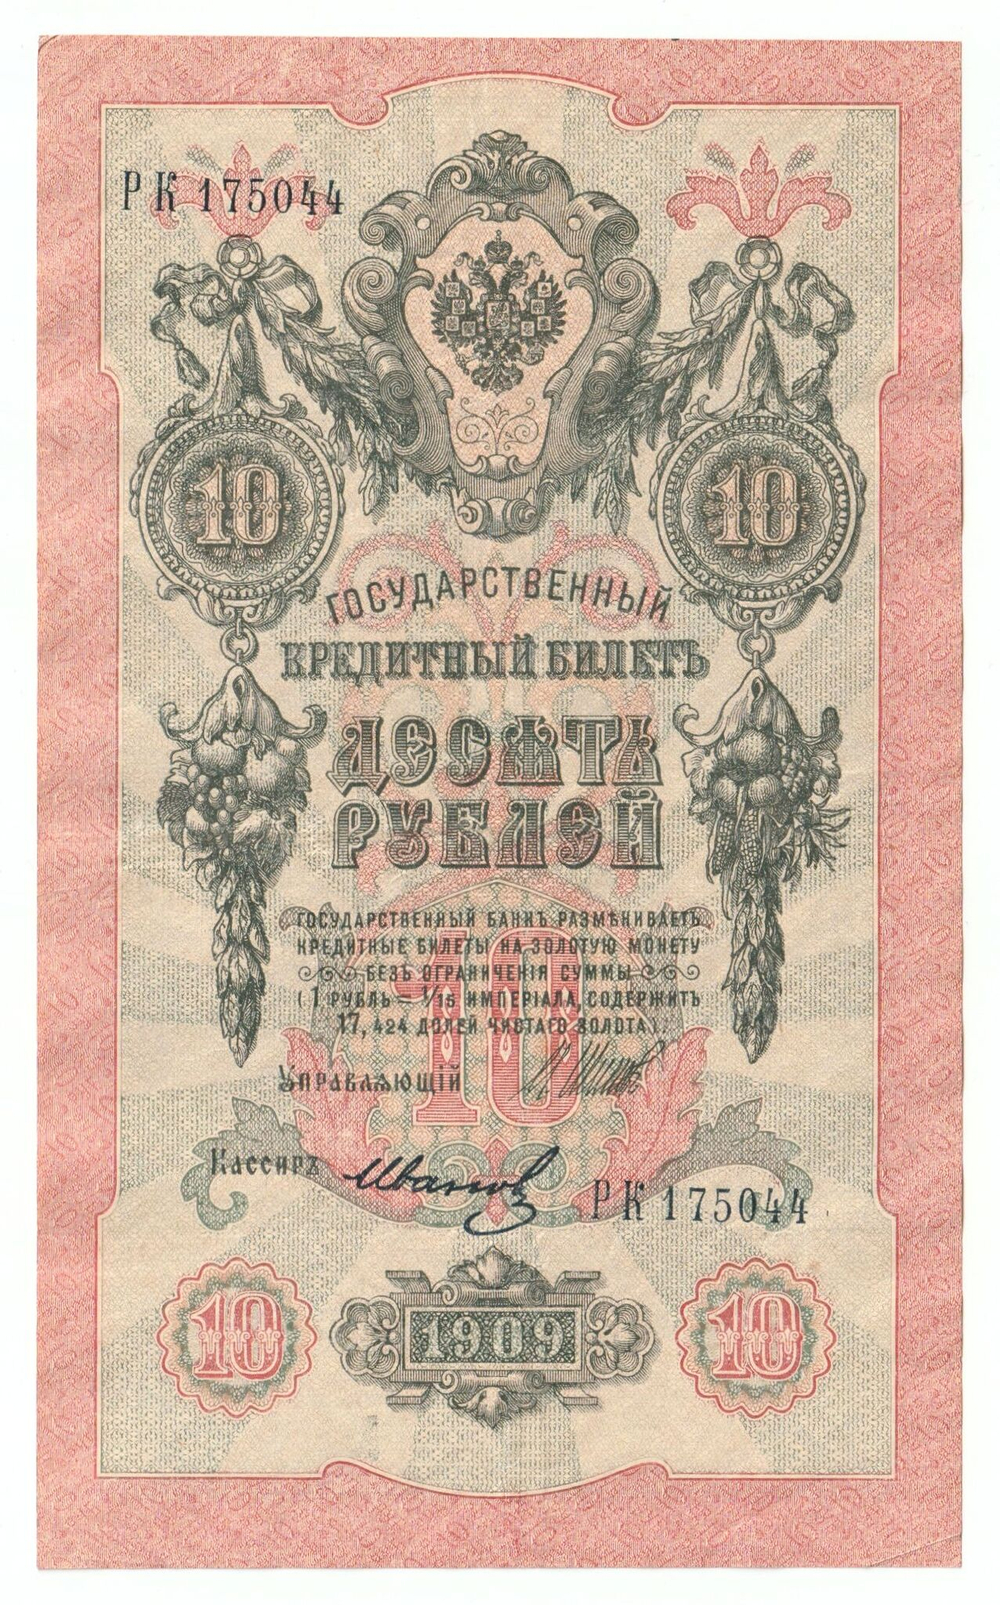 РК 175044
10 10
ГОСУДАРСТВЕННЫЙ
КРЕДИТНЫЙ БИЛЕТЪ
ДЕСЯТЬ
РУБЛЕЙ
ГОСУДАРСТВЕННЫЙ БАНКЪ РАЗМѢНИВАЕТЪ
КРЕДИТНЫЕ БИЛЕТЫ НА ЗОЛОТУЮ МОНЕТУ
БЕЗЪ ОГРАНИЧЕНІЯ СУММЫ
(1 РУБЛЬ = 1/15 ИМПЕРІАЛА, СОДЕРЖИТЪ
17,424 ДОЛЕЙ ЧИСТАГО ЗОЛОТА).
10
Управляющій
Кассиръ Иванов
РК 175044
10 1909 10